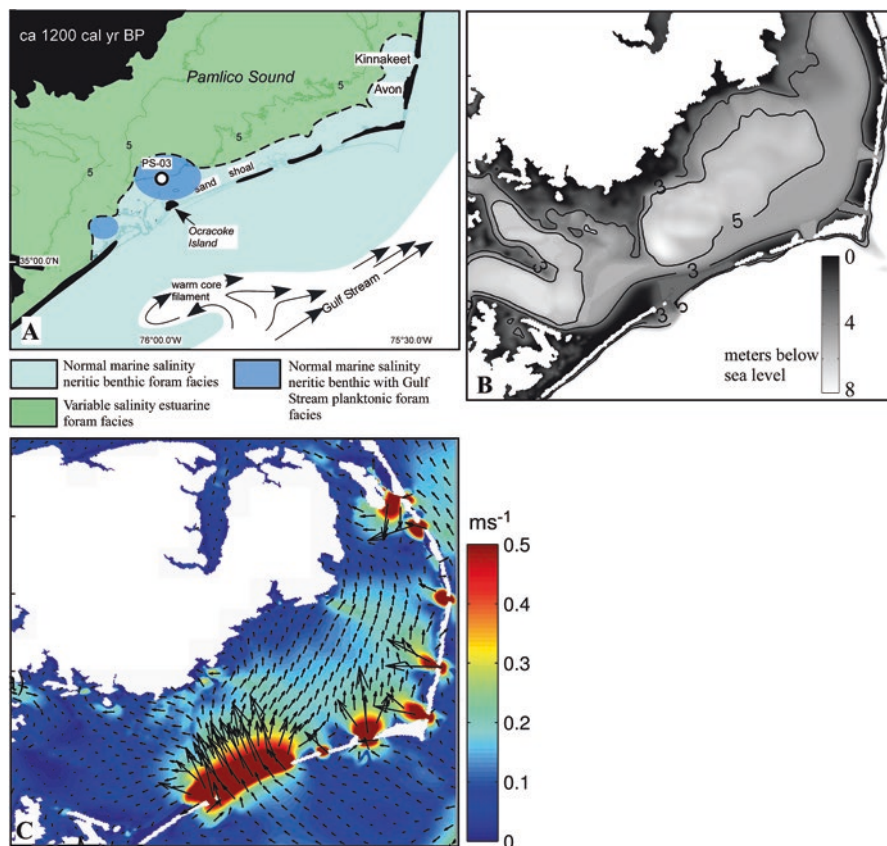 ca 1200 cal yr BP
Kinnakeet
Pamlico Sound
Avon
5
5
5
5
PS-03
sand shoal
Ocracoke
Island
35°00.0'N
warm core
filament
Gulf Stream
A
76°00.0'W
75°30.0'W
Normal marine salinity
neritic benthic foram facies
Variable salinity estuarine
foram facies
Normal marine salinity
neritic benthic with Gulf
Stream planktonic foram
facies
3
5
3
3
3
5
0
4
8
meters below
sea level
B
ms-1
0.5
0.4
0.3
0.2
0.1
0
C